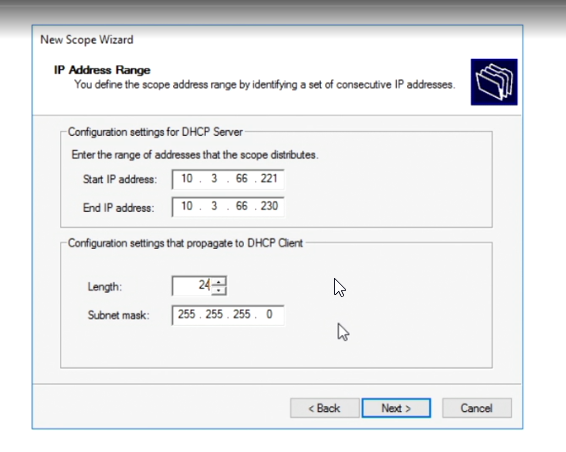 New Scope Wizard
IP Address Range
You define the scope address range by identifying a set of consecutive IP addresses.
Configuration settings for DHCP Server
Enter the range of addresses that the scope distributes.
Start IP address: 10 . 3 . 66 . 221
End IP address: 10 . 3 . 66 . 230
Configuration settings that propagate to DHCP Client
Length: 24
Subnet mask: 255 . 255 . 255 . 0
< Back Next > Cancel